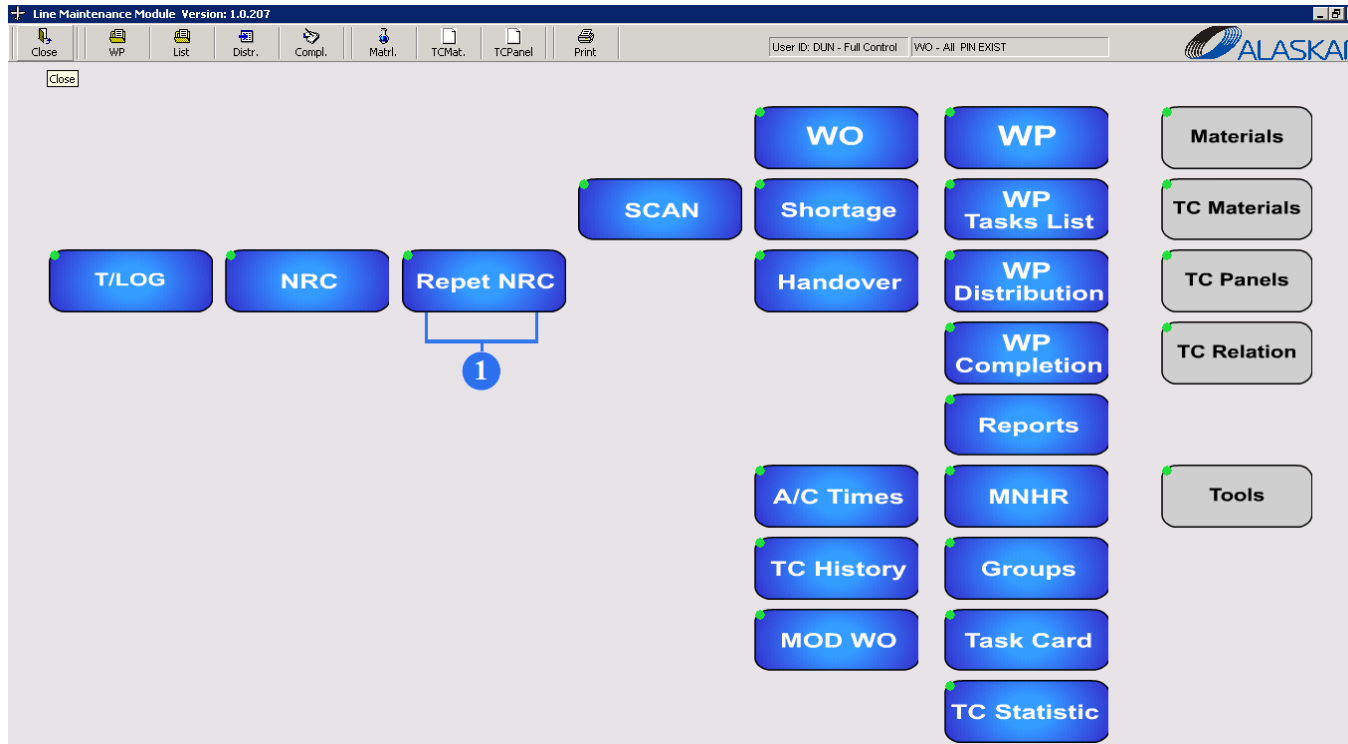 Line Maintenance Module Version: 1.0.207
Close WP List Distr. Compl. Matrl. TCMat. TCPanel Print
User ID: DUN - Full Control WO - All PIN EXIST
ALASKAR
Close
WO WP Materials
SCAN Shortage WP Tasks List TC Materials
T/LOG NRC Repet NRC Handover WP Distribution TC Panels
1 WP Completion TC Relation
Reports
A/C Times MNHR Tools
TC History Groups
MOD WO Task Card
TC Statistic